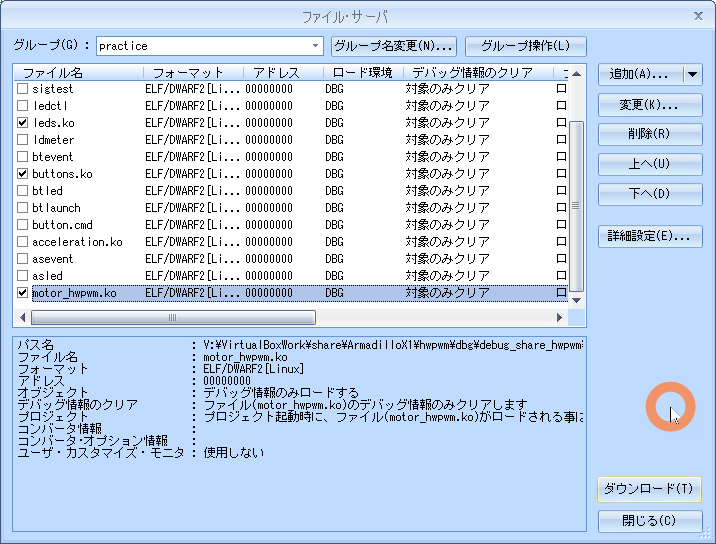 ファイル・サーバ
グループ(G) : practice グループ名変更(N)... グループ操作(L)
ファイル名 フォーマット アドレス ロード環境 デバッグ情報のクリア
sistest ELF/DWARF2[Li... 00000000 DBG 対象のみクリア ロ
ledctl ELF/DWARF2[Li... 00000000 DBG 対象のみクリア ロ
leds.ko ELF/DWARF2[Li... 00000000 DBG 対象のみクリア ロ
ldmeter ELF/DWARF2[Li... 00000000 DBG 対象のみクリア ロ
btevent ELF/DWARF2[Li... 00000000 DBG 対象のみクリア ロ
buttons.ko ELF/DWARF2[Li... 00000000 DBG 対象のみクリア ロ
btled ELF/DWARF2[Li... 00000000 DBG 対象のみクリア ロ
btlaunch ELF/DWARF2[Li... 00000000 DBG 対象のみクリア ロ
button.cmd ELF/DWARF2[Li... 00000000 DBG 対象のみクリア ロ
acceleration.ko ELF/DWARF2[Li... 00000000 DBG 対象のみクリア ロ
asevent ELF/DWARF2[Li... 00000000 DBG 対象のみクリア ロ
asled ELF/DWARF2[Li... 00000000 DBG 対象のみクリア ロ
motor_hwpwm.ko ELF/DWARF2[Li... 00000000 DBG 対象のみクリア ロ
追加(A)...
変更(K)...
削除(R)
上へ(U)
下へ(D)
詳細設定(E)...
パス名 : V:¥VirtualBoxWork¥share¥ArmadilloX1¥hwpwm¥dbg¥debug_share_hwpwm¥
ファイル名 : motor_hwpwm.ko
フォーマット : ELF/DWARF2[Linux]
アドレス : 00000000
オブジェクト : デバッグ情報のみロードする
デバッグ情報のクリア : ファイル(motor_hwpwm.ko)のデバッグ情報のみクリアします
プロジェクト : プロジェクト起動時に、ファイル(motor_hwpwm.ko)がロードされる事に
コンバータ情報 :
コンバータ・オプション情報 :
ユーザ・カスタマイズ・モニタ : 使用しない
ダウンロード(T)
閉じる(C)